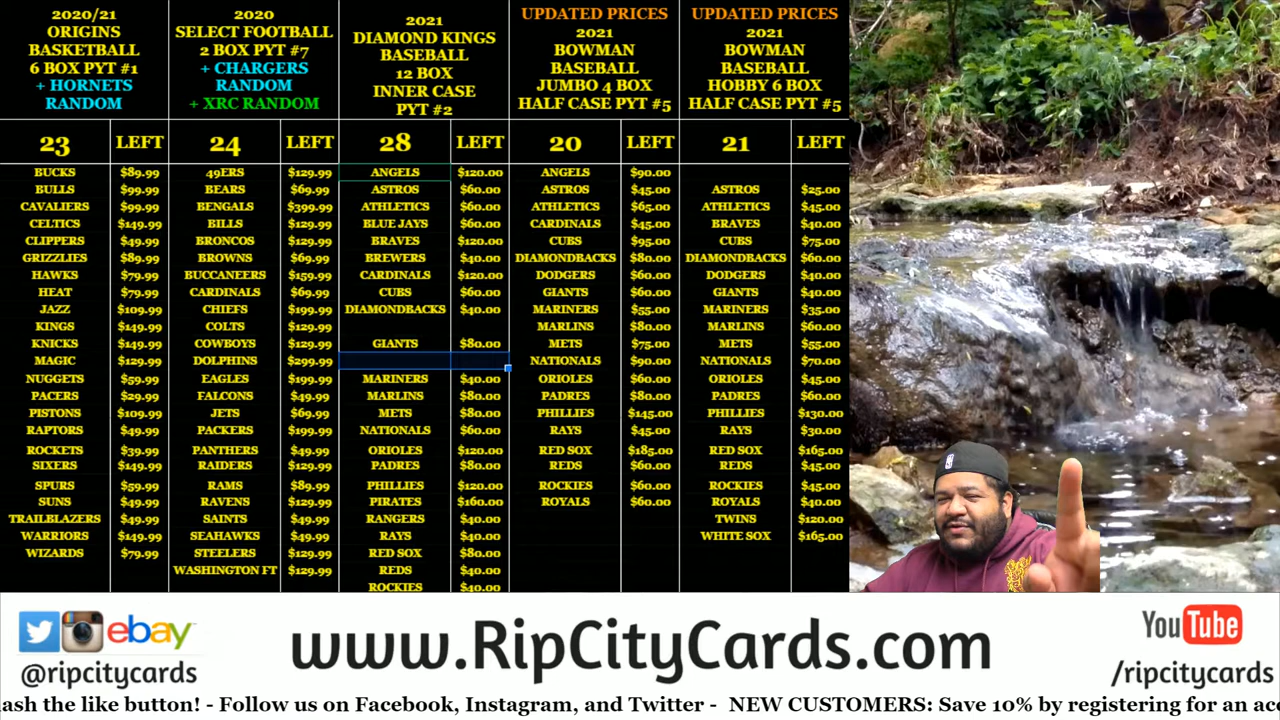 2020/21
ORIGINS
BASKETBALL
6 BOX PYT #1
+ HORNETS
RANDOM
2020
SELECT FOOTBALL
2 BOX PYT #7
+ CHARGERS
RANDOM
+ XRC RANDOM
2021
DIAMOND KINGS
BASEBALL
12 BOX
INNER CASE
PYT #2
UPDATED PRICES
2021
BOWMAN
BASEBALL
JUMBO 4 BOX
HALF CASE PYT #5
UPDATED PRICES
2021
BOWMAN
BASEBALL
HOBBY 6 BOX
HALF CASE PYT #5
23 LEFT 24 LEFT 28 LEFT 20 LEFT 21 LEFT
BUCKS $89.99 49ERS $129.99 ANGELS $120.00 ANGELS $90.00
BULLS $99.99 BEARS $69.99 ASTROS $60.00 ASTROS $45.00 ASTROS $25.00
CAVALIERS $99.99 BENGALS $399.99 ATHLETICS $60.00 ATHLETICS $65.00 ATHLETICS $45.00
CELTICS $149.99 BILLS $129.99 BLUE JAYS $60.00 CARDINALS $45.00 BRAVES $40.00
CLIPPERS $49.99 BRONCOS $129.99 BRAVES $120.00 CUBS $95.00 CUBS $75.00
GRIZZLIES $89.99 BROWNS $69.99 BREWERS $40.00 DIAMONDBACKS $80.00 DIAMONDBACKS $60.00
HAWKS $79.99 BUCCANEERS $159.99 CARDINALS $120.00 DODGERS $60.00 DODGERS $40.00
HEAT $79.99 CARDINALS $69.99 CUBS $60.00 GIANTS $60.00 GIANTS $40.00
JAZZ $109.99 CHIEFS $199.99 DIAMONDBACKS $40.00 MARINERS $55.00 MARINERS $35.00
KINGS $149.99 COLTS $129.99 MARLINS $80.00 MARLINS $60.00
KNICKS $149.99 COWBOYS $129.99 GIANTS $80.00 METS $75.00 METS $55.00
MAGIC $129.99 DOLPHINS $299.99 NATIONALS $90.00 NATIONALS $70.00
NUGGETS $59.99 EAGLES $199.99 MARINERS $40.00 ORIOLES $60.00 ORIOLES $45.00
PACERS $29.99 FALCONS $49.99 MARLINS $80.00 PADRES $80.00 PADRES $60.00
PISTONS $109.99 JETS $69.99 METS $80.00 PHILLIES $145.00 PHILLIES $130.00
RAPTORS $49.99 PACKERS $199.99 NATIONALS $60.00 RAYS $45.00 RAYS $30.00
ROCKETS $39.99 PANTHERS $49.99 ORIOLES $120.00 RED SOX $185.00 RED SOX $165.00
SIXERS $149.99 RAIDERS $129.99 PADRES $80.00 REDS $60.00 REDS $45.00
SPURS $59.99 RAMS $89.99 PHILLIES $120.00 ROCKIES $60.00 ROCKIES $45.00
SUNS $49.99 RAVENS $129.99 PIRATES $160.00 ROYALS $60.00 ROYALS $40.00
TRAILBLAZERS $49.99 SAINTS $49.99 RANGERS $40.00 TWINS $120.00
WARRIORS $149.99 SEAHAWKS $49.99 RAYS $40.00 WHITE SOX $165.00
WIZARDS $79.99 STEELERS $129.99 RED SOX $80.00
WASHINGTON FT $129.99 REDS $40.00
ROCKIES $40.00
ebay
@ripcitycards
www.RipCityCards.com
YouTube
/ripcitycards
ash the like button! - Follow us on Facebook, Instagram, and Twitter - NEW CUSTOMERS: Save 10% by registering for an acc